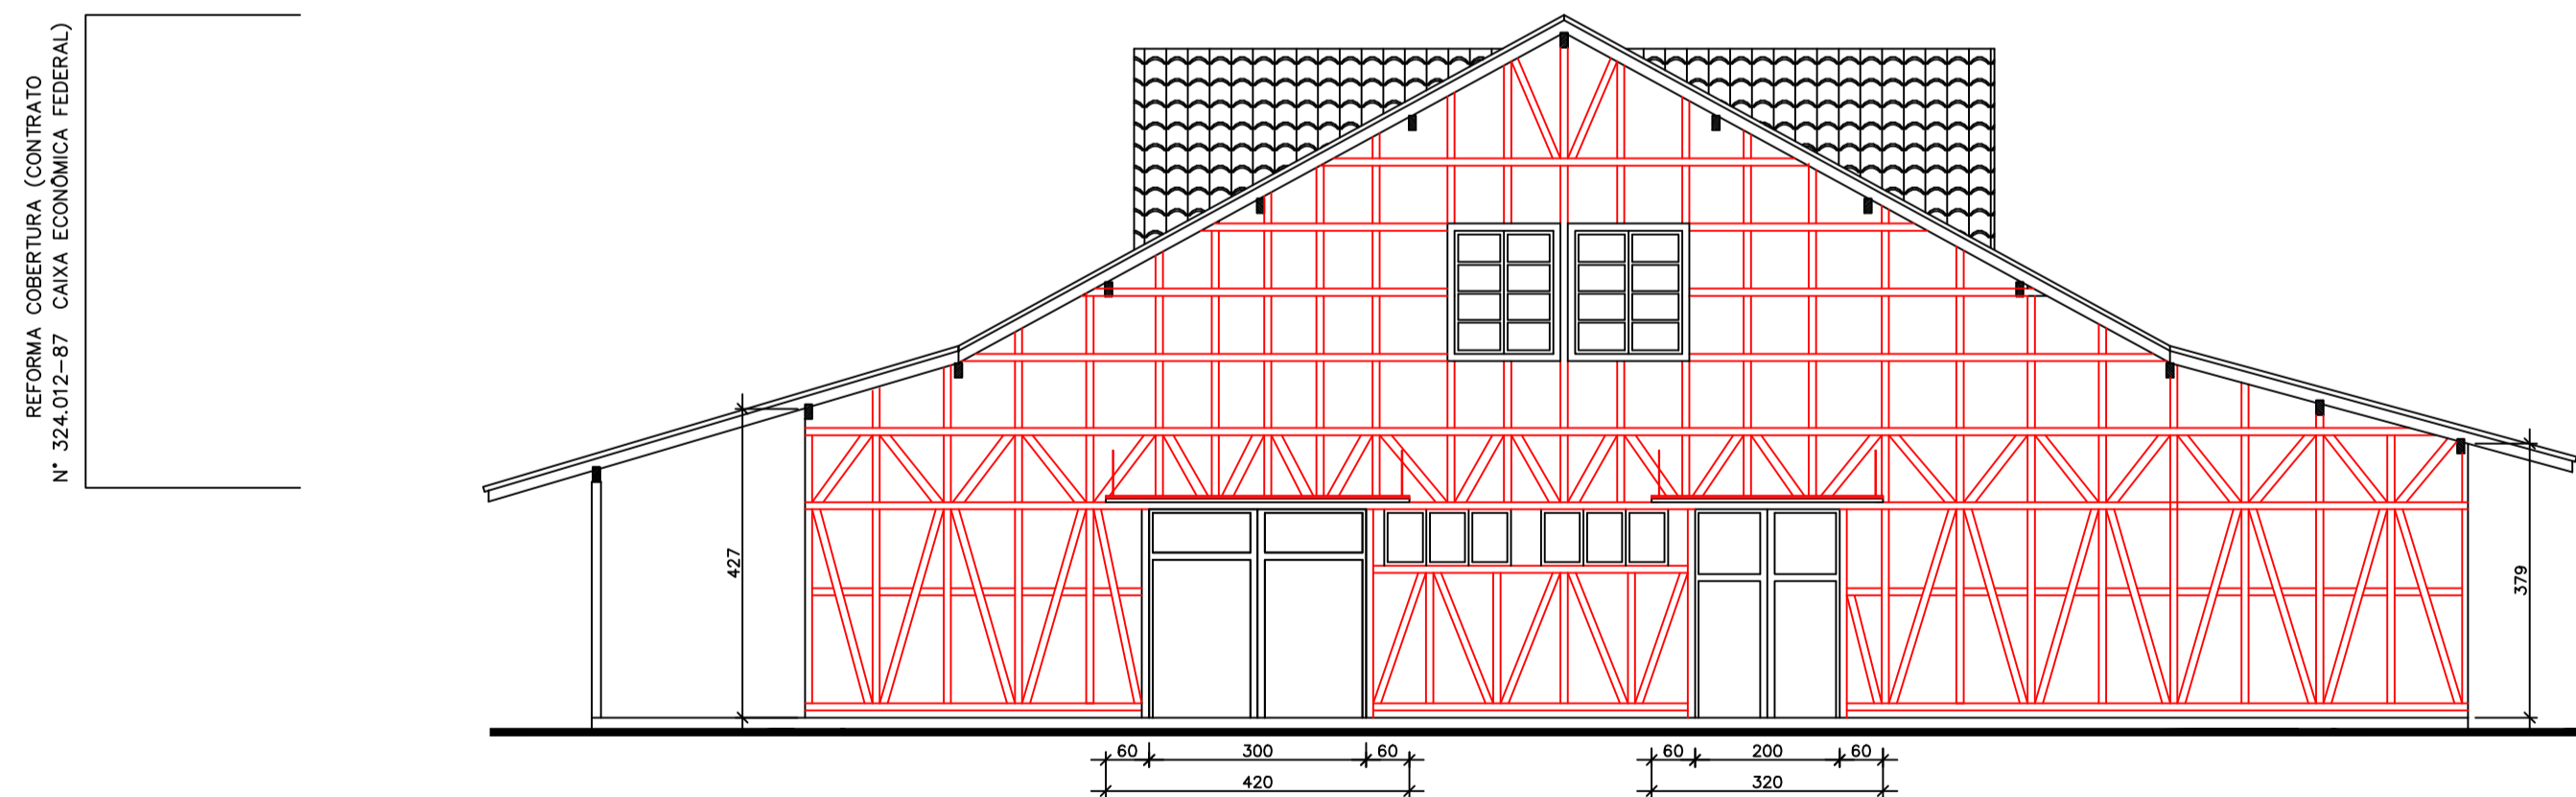 REFORMA COBERTURA (CONTRATO
N° 324.012-87 CAIXA ECONÔMICA FEDERAL)
427
379
60 300 60
420
60 200 60
320